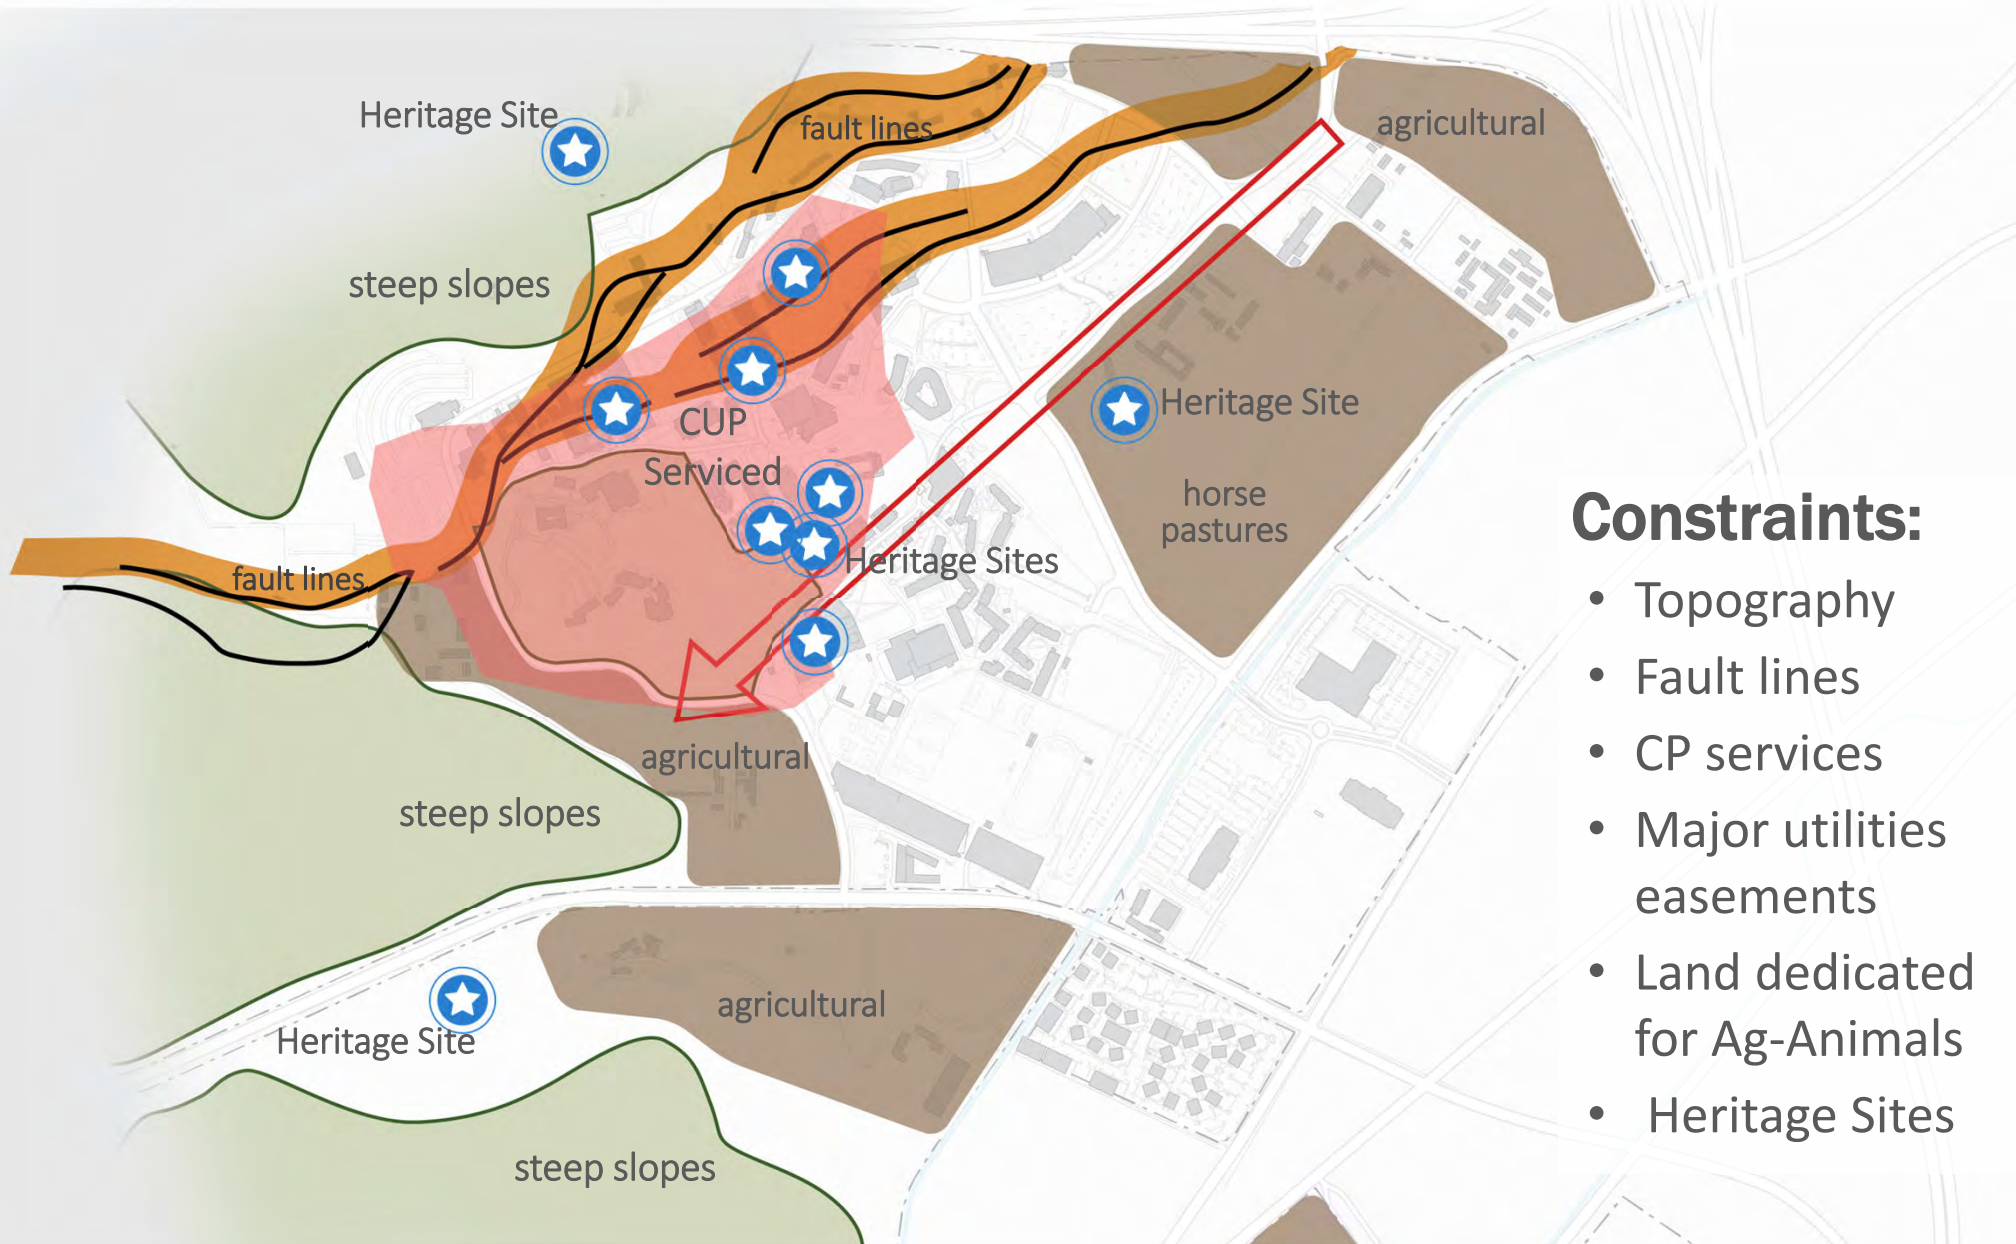 Heritage Site
fault lines
agricultural
steep slopes
Heritage Site
CUP
Serviced
horse
pastures
Heritage Sites
fault lines
agricultural
steep slopes
agricultural
Heritage Site
steep slopes
Constraints:
• Topography
• Fault lines
• CP services
• Major utilities
easements
• Land dedicated
for Ag-Animals
• Heritage Sites